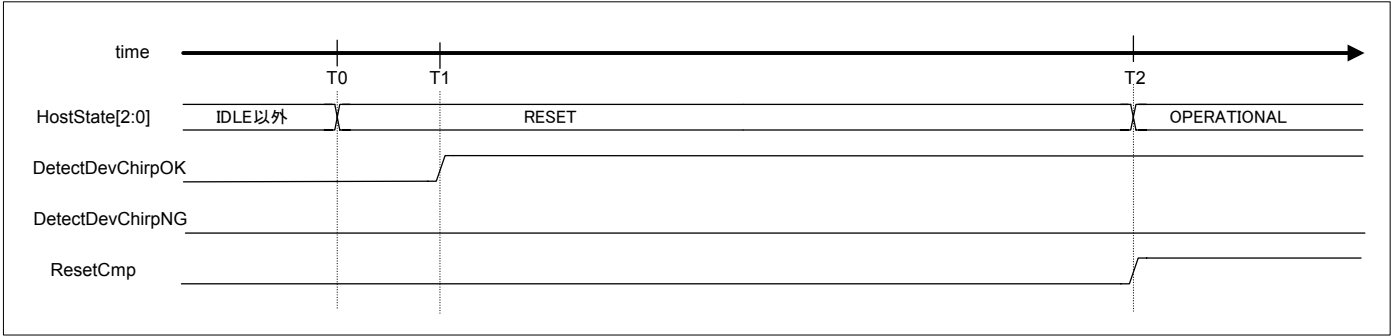 time
T0 T1 T2
HostState[2:0] IDLE以外 RESET OPERATIONAL
DetectDevChirpOK
DetectDevChirpNG
ResetCmp